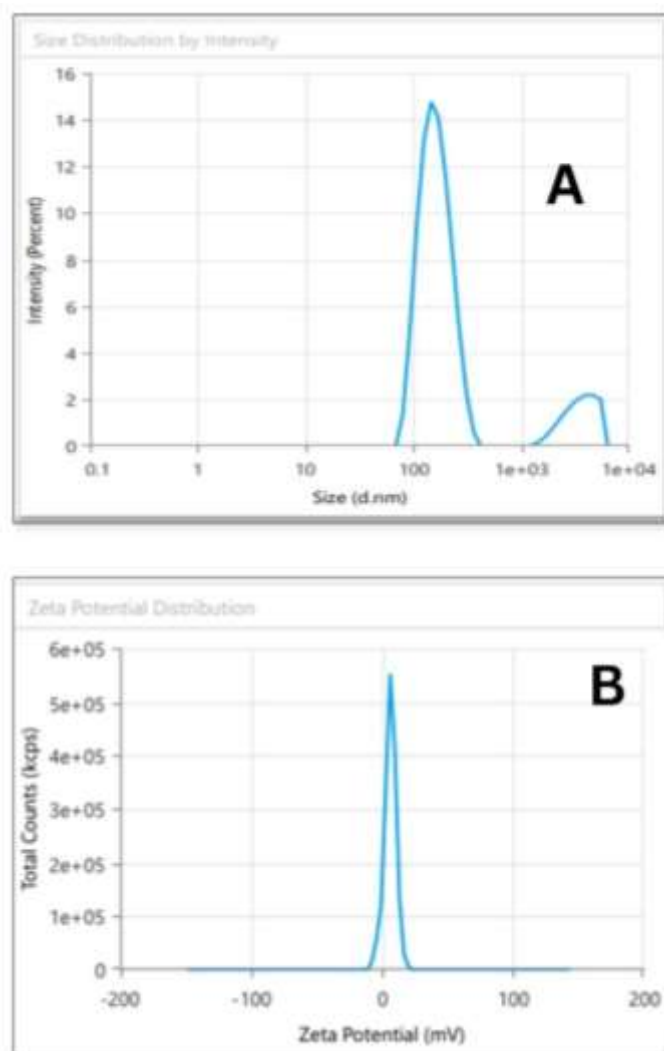 Size Distribution by Intensity
16
14
12
10
8
6
4
2
0
A
Intensity (Percent)
0.1 1 10 100 1e+03 1e+04
Size (d.nm)
Zeta Potential Distribution
6e+05
5e+05
4e+05
3e+05
2e+05
1e+05
0
B
Total Counts (kcps)
-200 -100 0 100 200
Zeta Potential (mV)